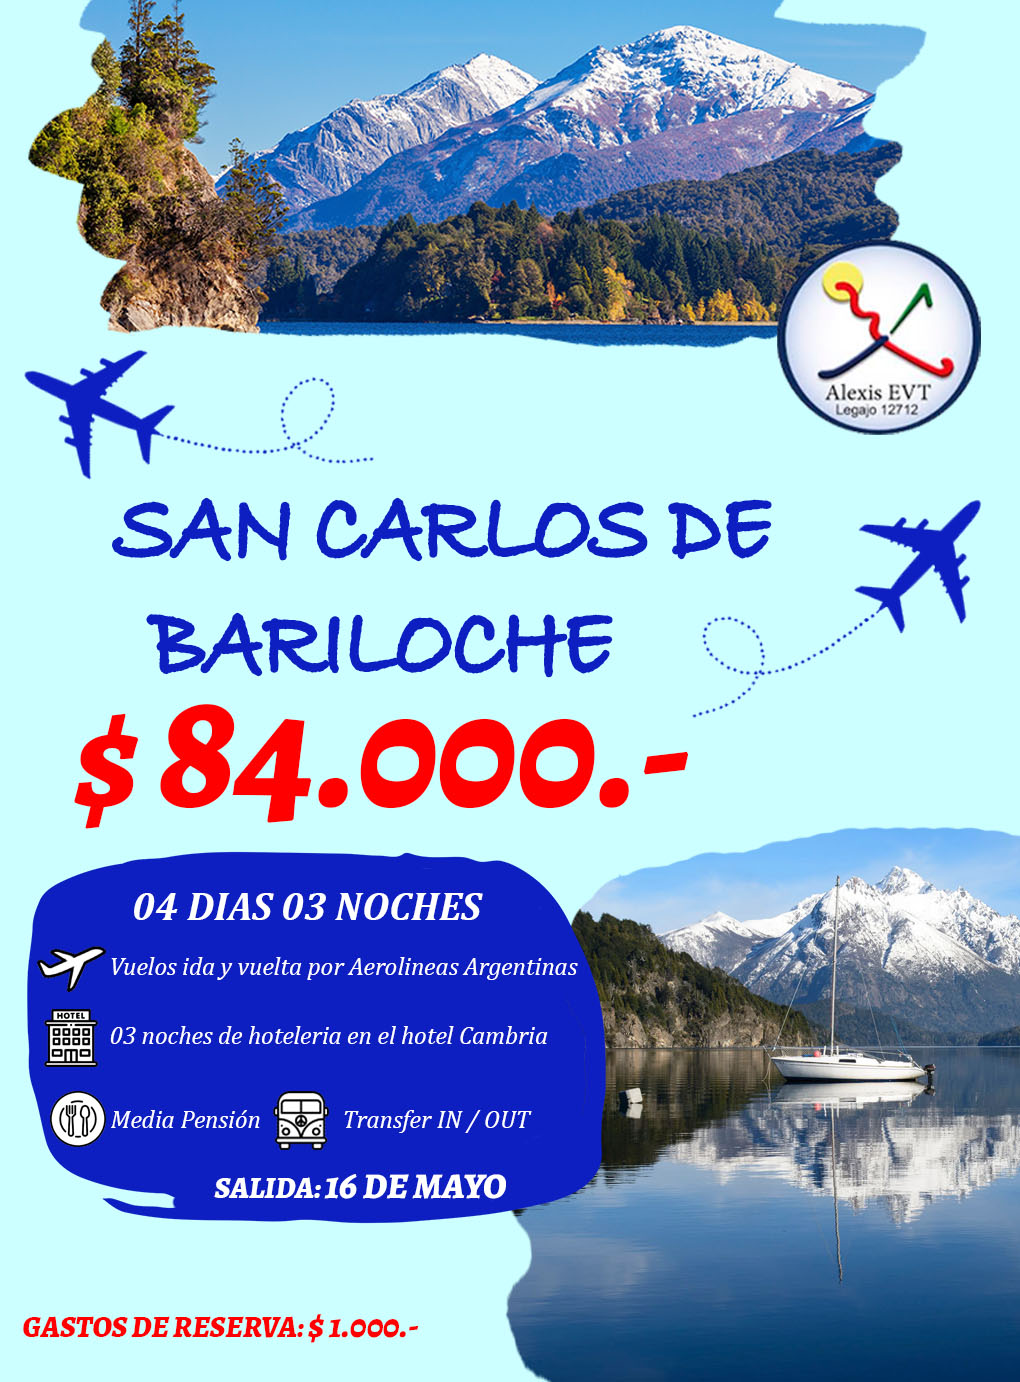 Alexis EVT
Legajo 12712
SAN CARLOS DE
BARILOCHE
$ 84.000.-
04 DIAS 03 NOCHES
Vuelos ida y vuelta por Aerolineas Argentinas
HOTEL
03 noches de hoteleria en el hotel Cambria
Media Pensión Transfer IN / OUT
SALIDA: 16 DE MAYO
GASTOS DE RESERVA: $ 1.000.-